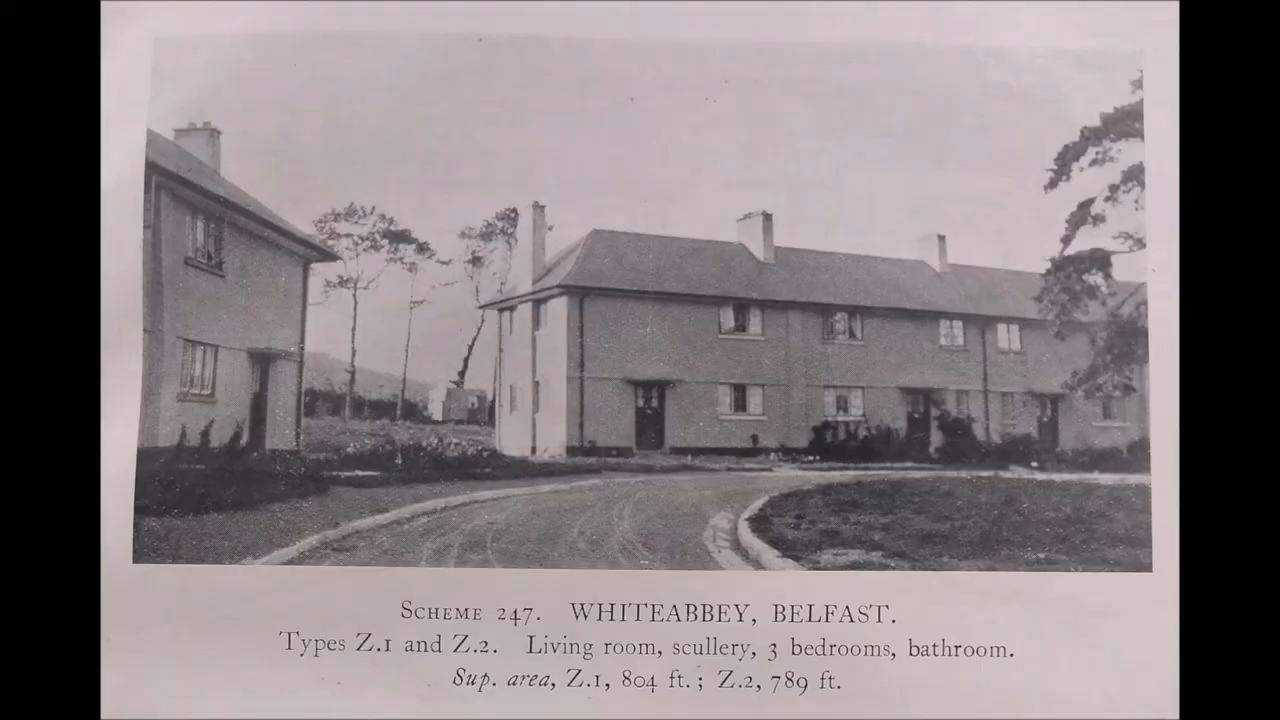 Scheme 247. WHITEABBEY, BELFAST.
Types Z.1 and Z.2. Living room, scullery, 3 bedrooms, bathroom.
Sup. area, Z.1, 804 ft.; Z.2, 789 ft.